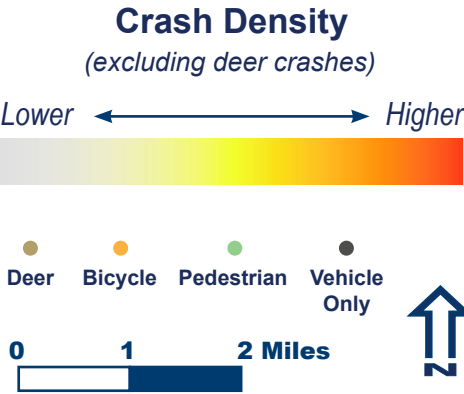 Crash Density
(excluding deer crashes)
Lower Higher
Deer Bicycle Pedestrian Vehicle
Only
0 1 2 Miles
N